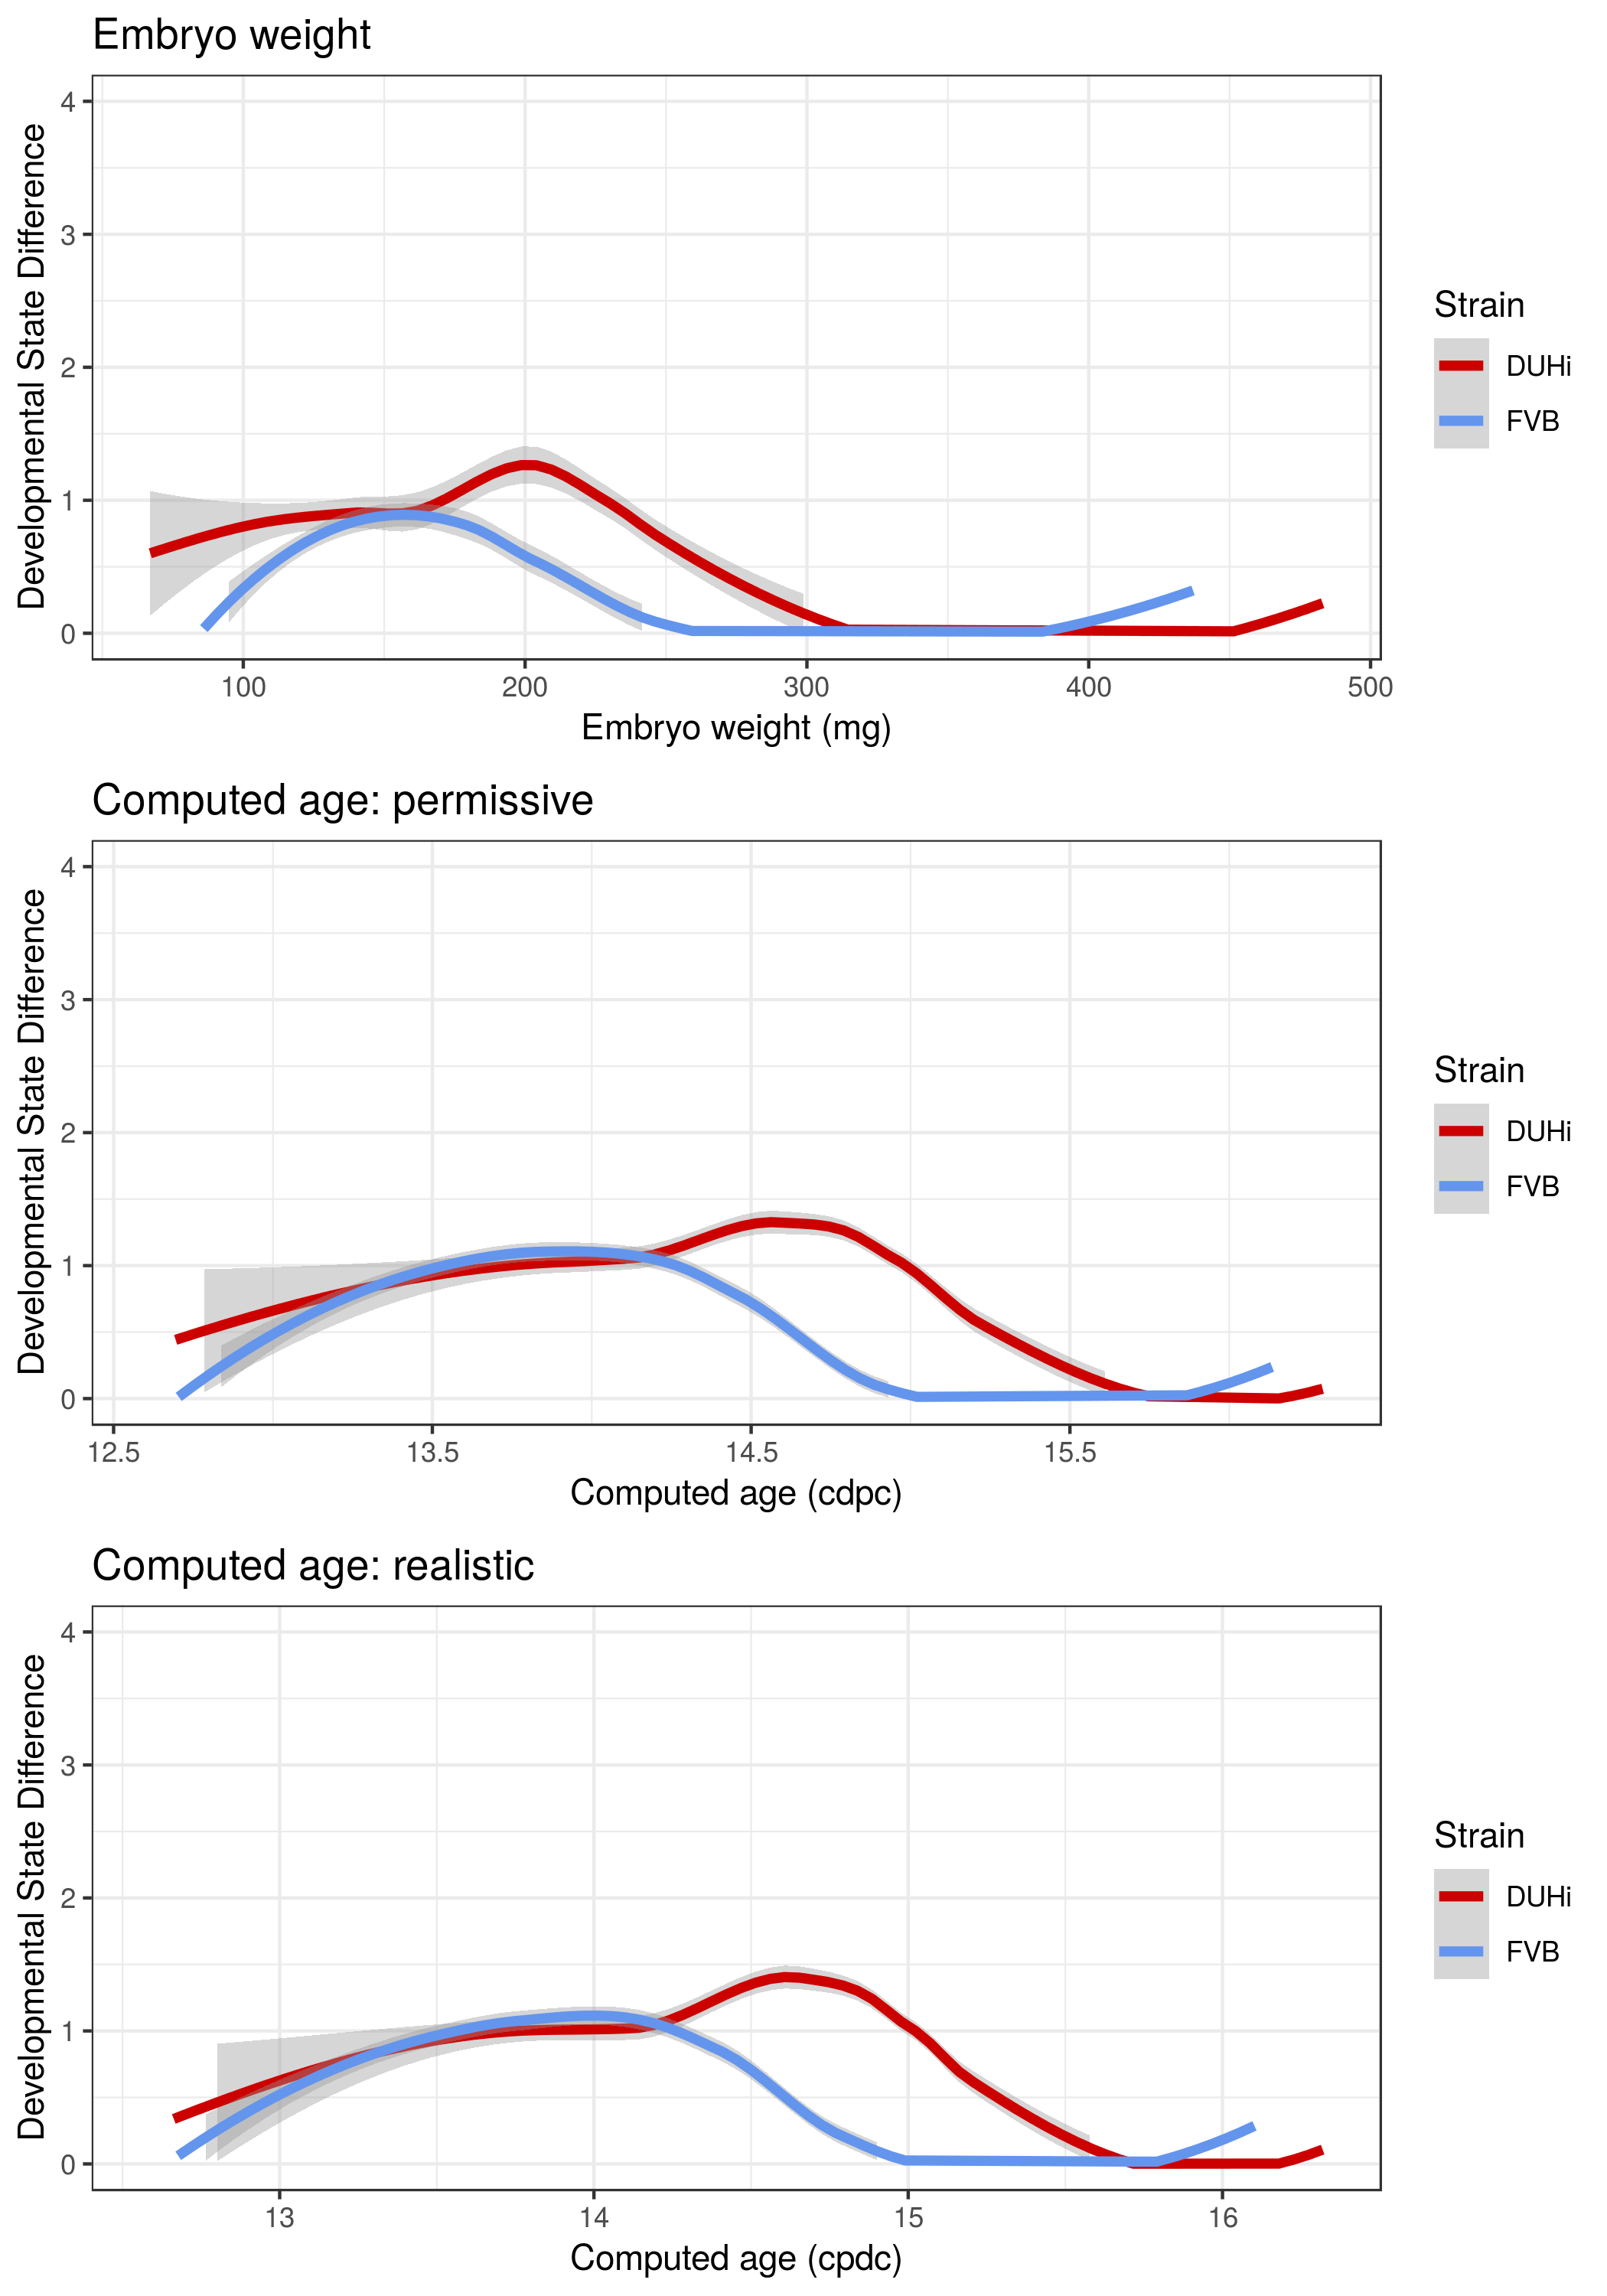 Embryo weight
Developmental State Difference
4
3
2
1
0
100 200 300 400 500
Embryo weight (mg)
Strain
DUHi
FVB
Computed age: permissive
Developmental State Difference
4
3
2
1
0
12.5 13.5 14.5 15.5
Computed age (cdpc)
Strain
DUHi
FVB
Computed age: realistic
Developmental State Difference
4
3
2
1
0
13 14 15 16
Computed age (cpdc)
Strain
DUHi
FVB